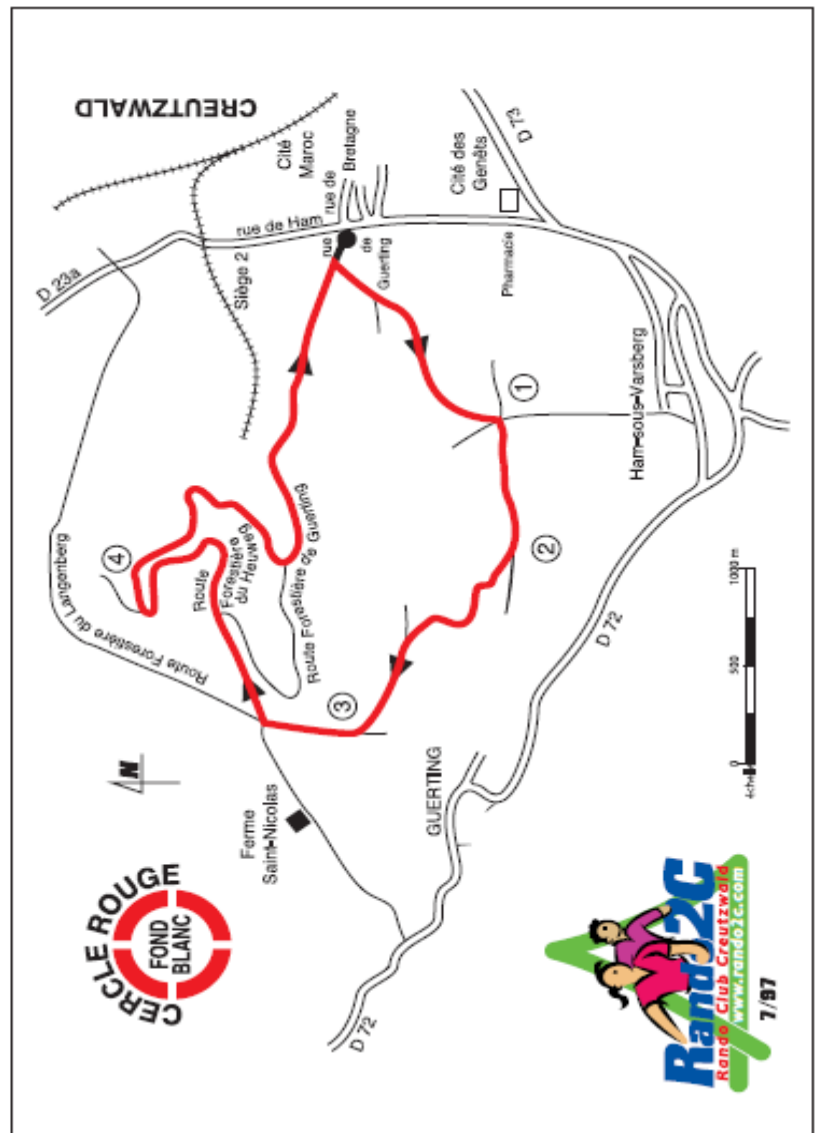 CERCLE ROUGE
FOND
BLANC
N
Ferme
Saint-Nicolas
D 72
GUERTING
D 72
Route Forestière du Langenberg
Route
Forestière
du Heuweg
Route Forestière de Guerting
1
2
3
4
D 23a
Siège 2
rue de Ham
CREUTZWALD
Cité
Maroc
rue de
Bretagne
rue
de
Guerting
Cité des
Genêts
Pharmacie
D 73
Ham-sous-Varsberg
0
500
1000 m
Rando2C
Rando Club Creutzwald
www.rando2c.com
7/97